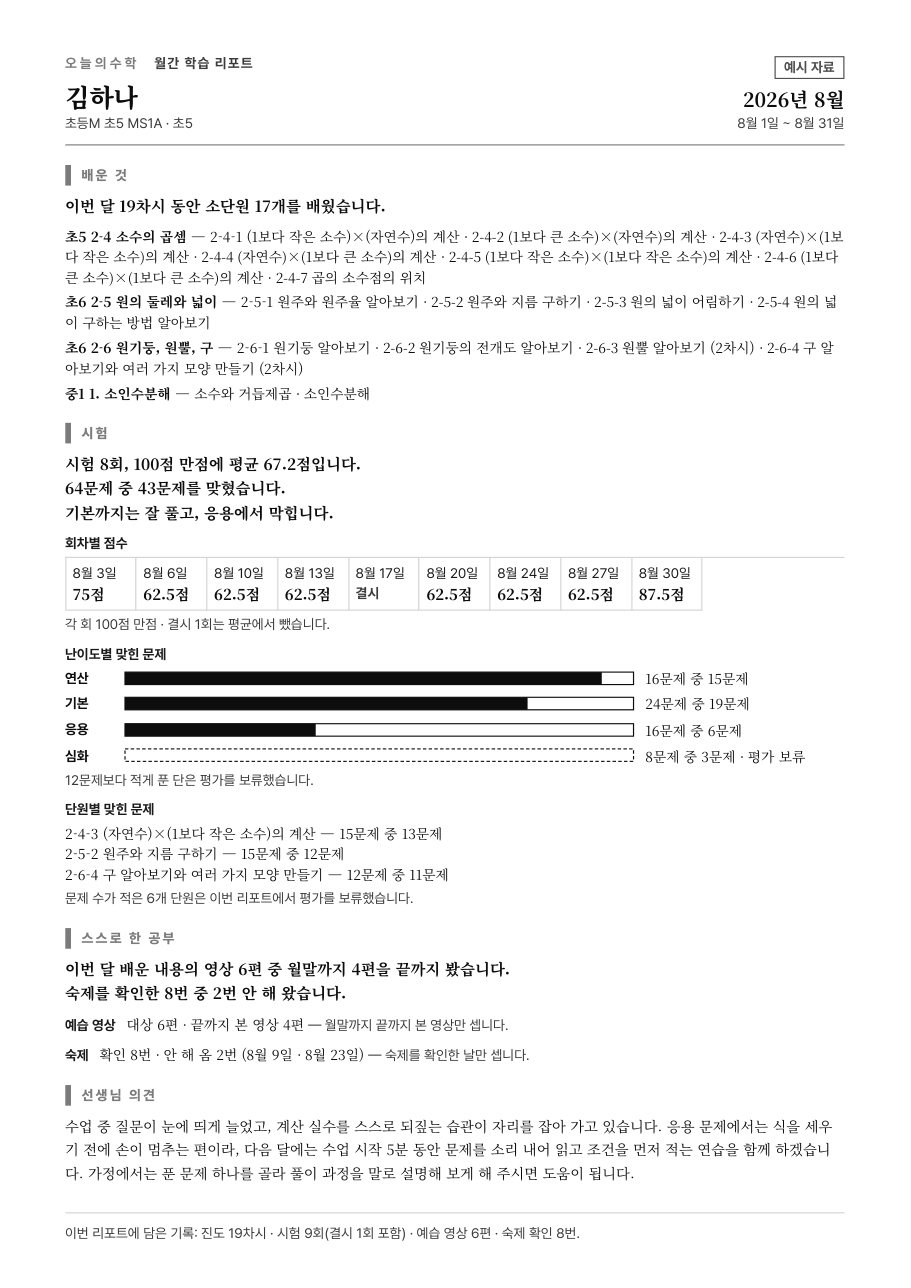 오늘의수학 월간 학습 리포트
예시 자료
김하나
2026년 8월
초등M 초5 MS1A · 초5
8월 1일 ~ 8월 31일
배운 것
이번 달 19차시 동안 소단원 17개를 배웠습니다.
초5 2-4 소수의 곱셈 — 2-4-1 (1보다 작은 소수)×(자연수)의 계산 · 2-4-2 (1보다 큰 소수)×(자연수)의 계산 · 2-4-3 (자연수)×(1보
다 작은 소수)의 계산 · 2-4-4 (자연수)×(1보다 큰 소수)의 계산 · 2-4-5 (1보다 작은 소수)×(1보다 작은 소수)의 계산 · 2-4-6 (1보다
큰 소수)×(1보다 큰 소수)의 계산 · 2-4-7 곱의 소수점의 위치
초6 2-5 원의 둘레와 넓이 — 2-5-1 원주와 원주율 알아보기 · 2-5-2 원주와 지름 구하기 · 2-5-3 원의 넓이 어림하기 · 2-5-4 원의 넓
이 구하는 방법 알아보기
초6 2-6 원기둥, 원뿔, 구 — 2-6-1 원기둥 알아보기 · 2-6-2 원기둥의 전개도 알아보기 · 2-6-3 원뿔 알아보기 (2차시) · 2-6-4 구 알
아보기와 여러 가지 모양 만들기 (2차시)
중1 1. 소인수분해 — 소수와 거듭제곱 · 소인수분해
시험
시험 8회, 100점 만점에 평균 67.2점입니다.
64문제 중 43문제를 맞혔습니다.
기본까지는 잘 풀고, 응용에서 막힙니다.
회차별 점수
8월 3일 8월 6일 8월 10일 8월 13일 8월 17일 8월 20일 8월 24일 8월 27일 8월 30일
75점 62.5점 62.5점 62.5점 결시 62.5점 62.5점 62.5점 87.5점
각 회 100점 만점 · 결시 1회는 평균에서 뺐습니다.
난이도별 맞힌 문제
연산 16문제 중 15문제
기본 24문제 중 19문제
응용 16문제 중 6문제
심화 8문제 중 3문제 · 평가 보류
12문제보다 적게 푼 단은 평가를 보류했습니다.
단원별 맞힌 문제
2-4-3 (자연수)×(1보다 작은 소수)의 계산 — 15문제 중 13문제
2-5-2 원주와 지름 구하기 — 15문제 중 12문제
2-6-4 구 알아보기와 여러 가지 모양 만들기 — 12문제 중 11문제
문제 수가 적은 6개 단원은 이번 리포트에서 평가를 보류했습니다.
스스로 한 공부
이번 달 배운 내용의 영상 6편 중 월말까지 4편을 끝까지 봤습니다.
숙제를 확인한 8번 중 2번 안 해 왔습니다.
예습 영상 대상 6편 · 끝까지 본 영상 4편 — 월말까지 끝까지 본 영상만 셉니다.
숙제 확인 8번 · 안 해 옴 2번 (8월 9일 · 8월 23일) — 숙제를 확인한 날만 셉니다.
선생님 의견
수업 중 질문이 눈에 띄게 늘었고, 계산 실수를 스스로 되짚는 습관이 자리를 잡아 가고 있습니다. 응용 문제에서는 식을 세우
기 전에 손이 멈추는 편이라, 다음 달에는 수업 시작 5분 동안 문제를 소리 내어 읽고 조건을 먼저 적는 연습을 함께 하겠습니
다. 가정에서는 푼 문제 하나를 골라 풀이 과정을 말로 설명해 보게 해 주시면 도움이 됩니다.
이번 리포트에 담은 기록: 진도 19차시 · 시험 9회(결시 1회 포함) · 예습 영상 6편 · 숙제 확인 8번.